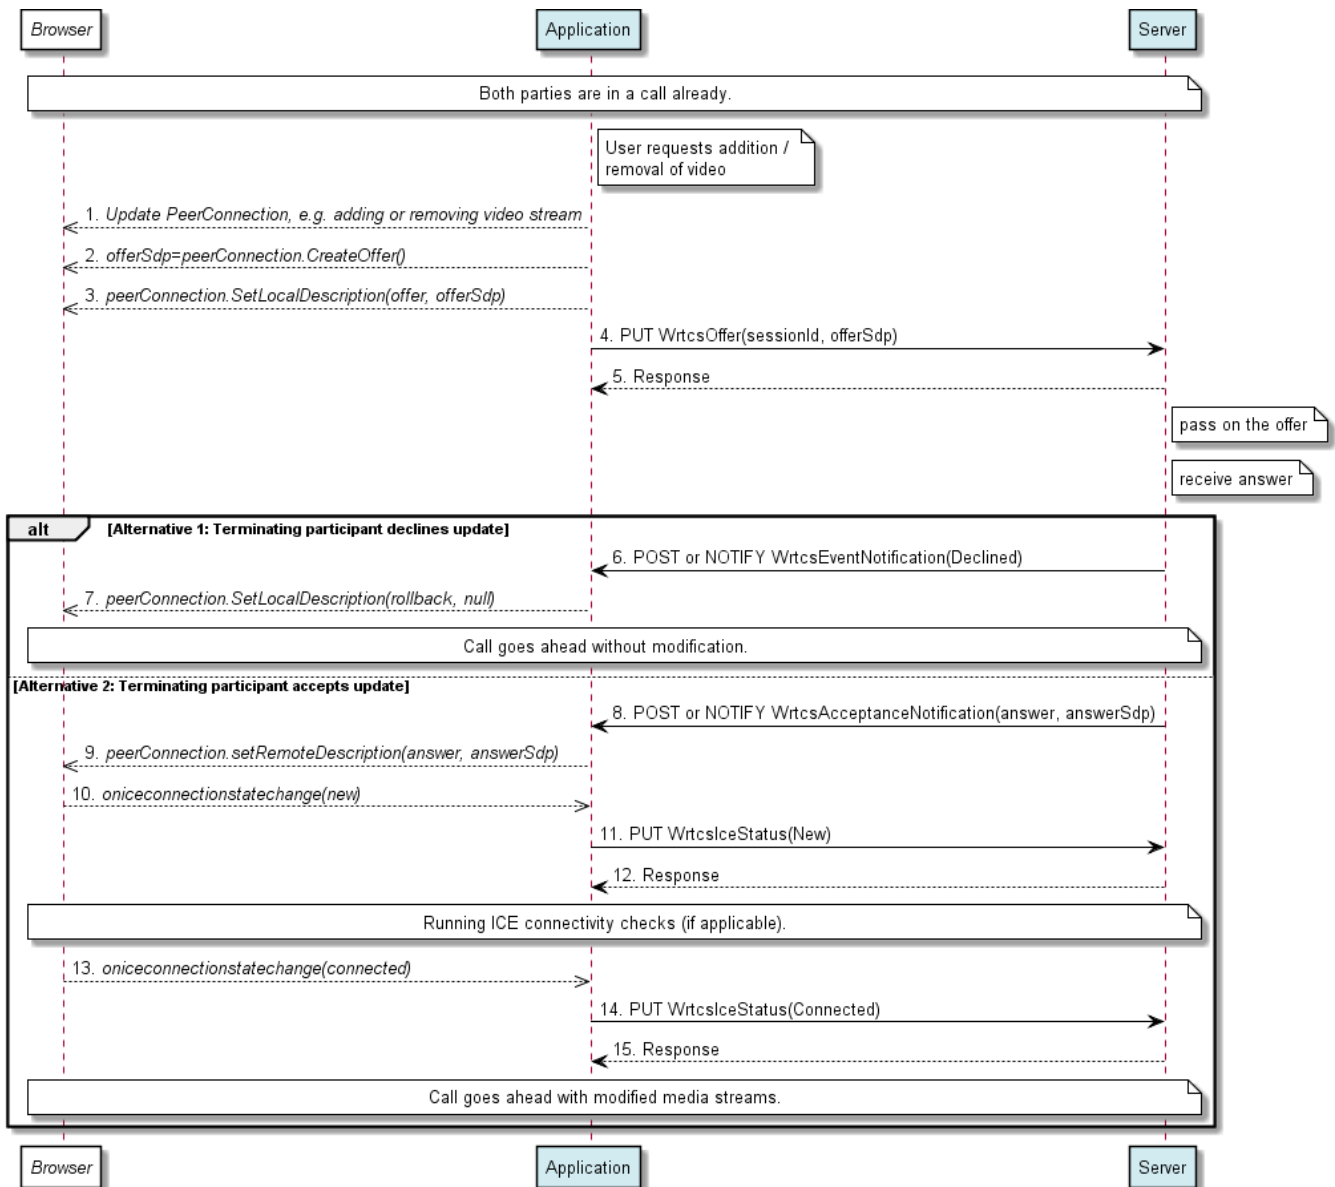 Browser
Application
Server
Both parties are in a call already.
User requests addition /
removal of video
1. Update PeerConnection, e.g. adding or removing video stream
2. offerSdp=peerConnection.CreateOffer()
3. peerConnection.SetLocalDescription(offer, offerSdp)
4. PUT WrtcsOffer(sessionId, offerSdp)
5. Response
pass on the offer
receive answer
alt [Alternative 1: Terminating participant declines update]
6. POST or NOTIFY WrtcsEventNotification(Declined)
7. peerConnection.SetLocalDescription(rollback, null)
Call goes ahead without modification.
[Alternative 2: Terminating participant accepts update]
8. POST or NOTIFY WrtcsAcceptanceNotification(answer, answerSdp)
9. peerConnection.setRemoteDescription(answer, answerSdp)
10. oniceconnectionstatechange(new)
11. PUT WrtcsIceStatus(New)
12. Response
Running ICE connectivity checks (if applicable).
13. oniceconnectionstatechange(connected)
14. PUT WrtcsIceStatus(Connected)
15. Response
Call goes ahead with modified media streams.
Browser
Application
Server